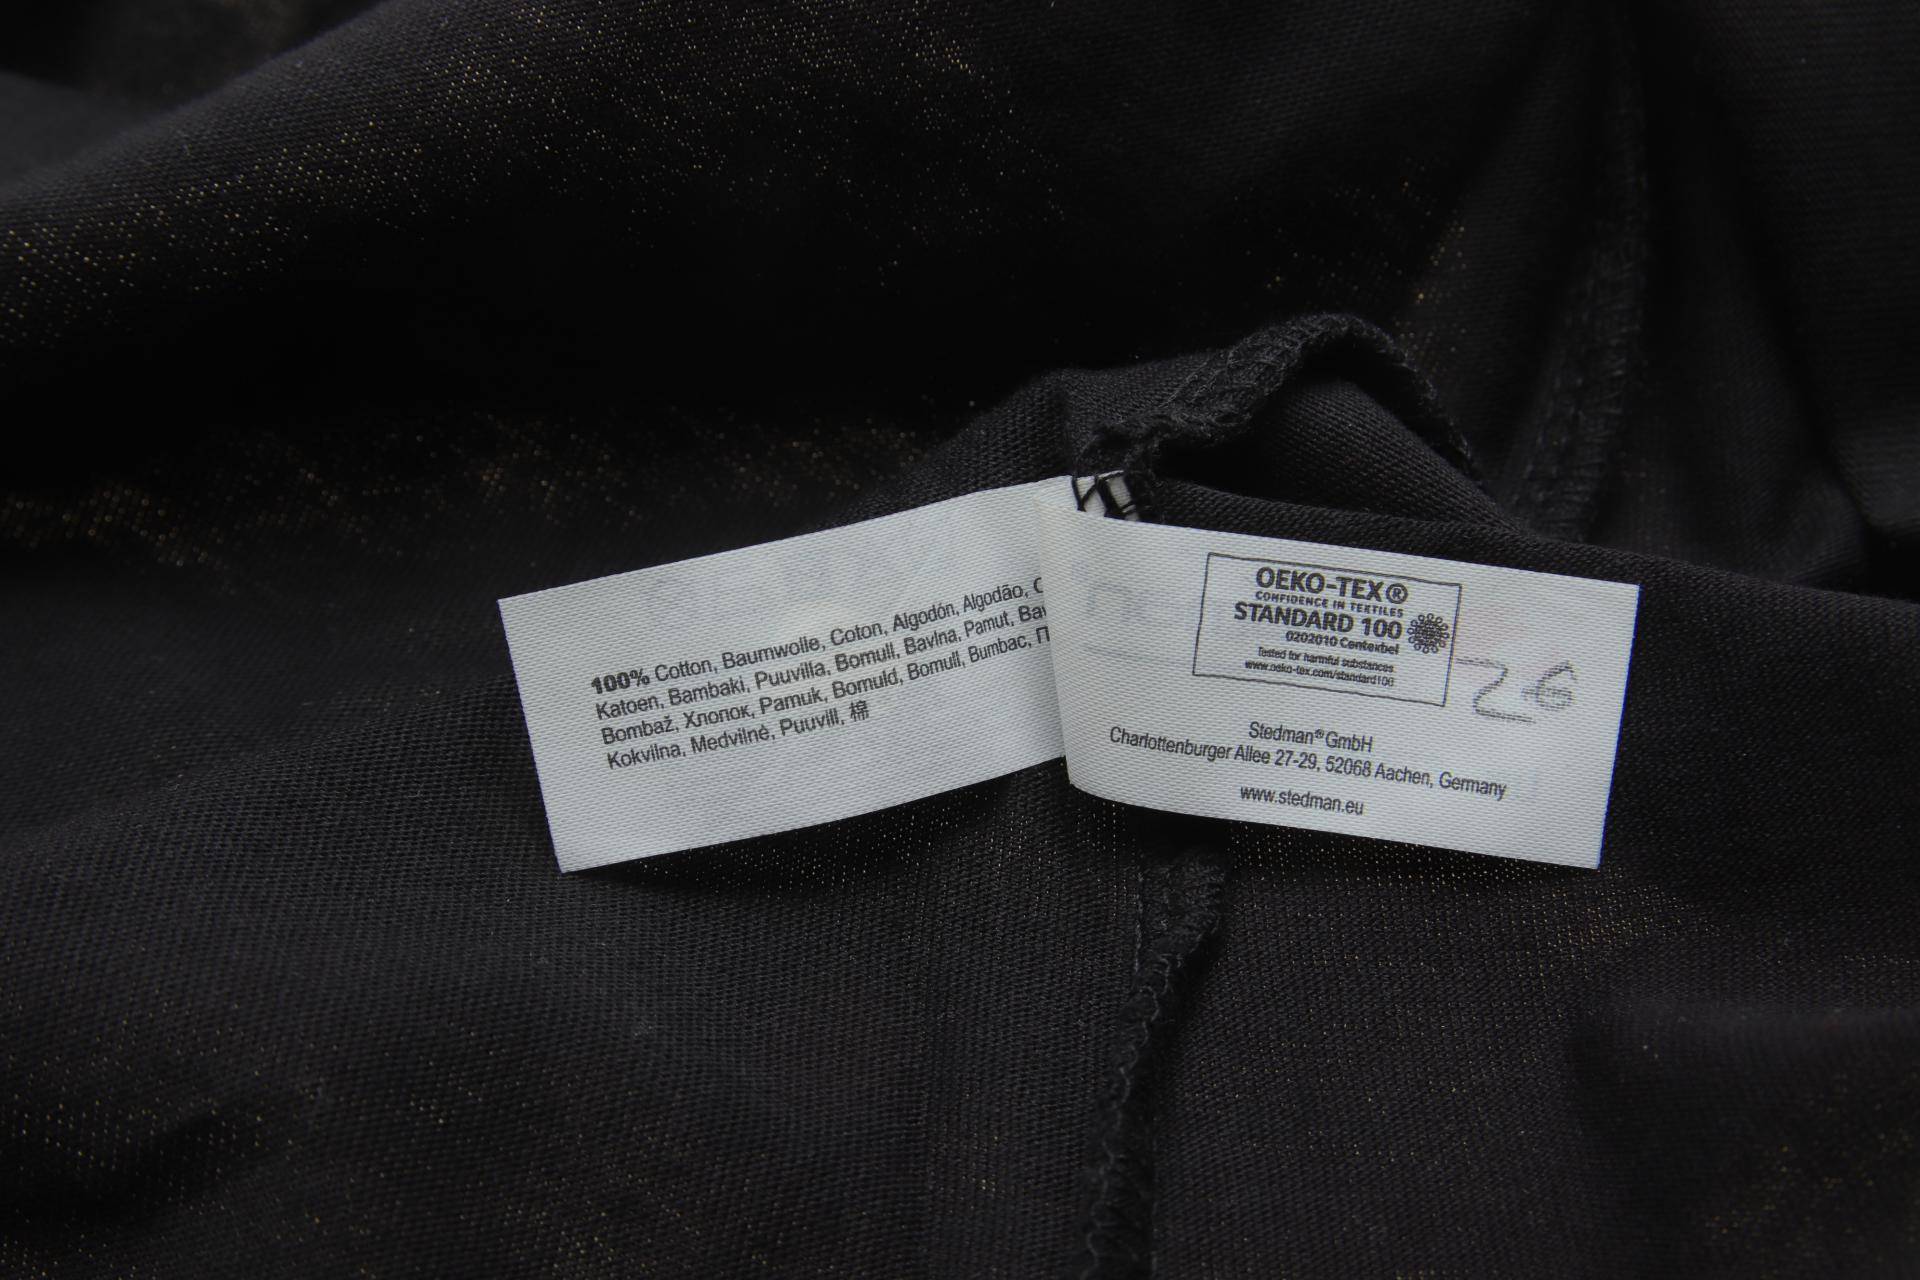 100% Cotton, Baumwolle, Coton, Algodón, Algodão,
Katoen, Bambaki, Puuvilla, Bomull, Bavlna, Pamut,
Bombaž, Хлопок, Pamuk, Bomuld, Bomull, Bumbac,
Kokvilna, Medvilnė, Puuvill, 棉
OEKO-TEX®
CONFIDENCE IN TEXTILES
STANDARD 100
0202010 Centexbel
Tested for harmful substances
www.oeko-tex.com/standard100
26
Stedman® GmbH
Charlottenburger Allee 27-29, 52068 Aachen, Germany
www.stedman.eu